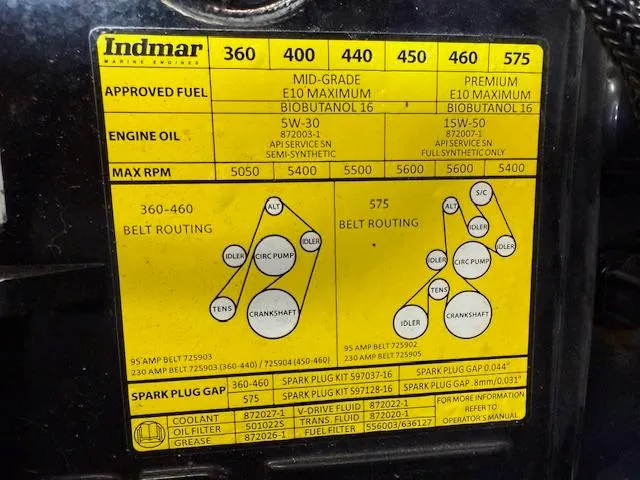 Indmar
MARINE ENGINES
360 400 440 450 460 575
APPROVED FUEL
MID-GRADE
E10 MAXIMUM
BIOBUTANOL 16
PREMIUM
E10 MAXIMUM
BIOBUTANOL 16
ENGINE OIL
5W-30
872003-1
API SERVICE SN
SEMI-SYNTHETIC
15W-50
872007-1
API SERVICE SN
FULL SYNTHETIC ONLY
MAX RPM 5050 5400 5500 5600 5600 5400
360-460
BELT ROUTING
ALT
IDLER
IDLER
CIRC PUMP
TENS
CRANKSHAFT
95 AMP BELT 725903
230 AMP BELT 725903 (360-440) / 725904 (450-460)
575
BELT ROUTING
S/C
ALT
IDLER
IDLER
IDLER
CIRC PUMP
TENS
IDLER
CRANKSHAFT
95 AMP BELT 725902
230 AMP BELT 725905
SPARK PLUG GAP
360-460 SPARK PLUG KIT 597037-16 SPARK PLUG GAP 0.044"
575 SPARK PLUG KIT 597128-16 SPARK PLUG GAP .8mm/0.031"
COOLANT 872027-1 V-DRIVE FLUID 872022-1
OIL FILTER 501022S TRANS. FLUID 872020-1
GREASE 872026-1 FUEL FILTER 556003/636127
FOR MORE INFORMATION
REFER TO
OPERATOR'S MANUAL